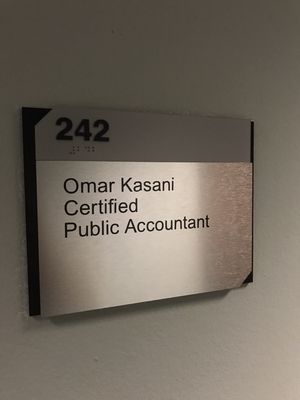 242
Omar Kasani
Certified
Public Accountant